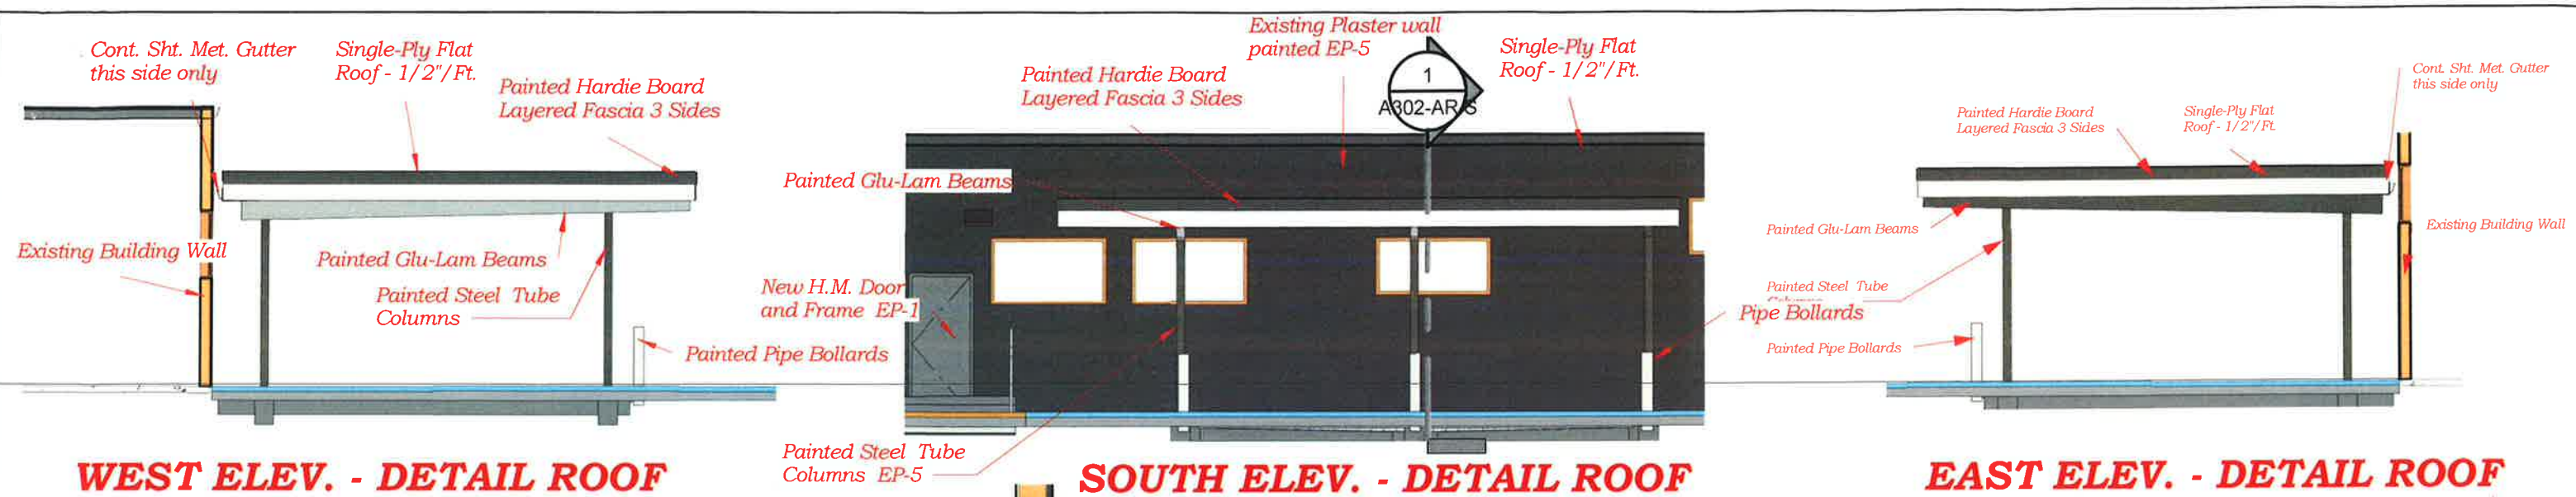 Cont. Sht. Met. Gutter
this side only
Single-Ply Flat
Roof - 1/2"/Ft.
Painted Hardie Board
Layered Fascia 3 Sides
Existing Building Wall
Painted Glu-Lam Beams
Painted Steel Tube
Columns
Painted Pipe Bollards
WEST ELEV. - DETAIL ROOF
Existing Plaster wall
painted EP-5
Painted Hardie Board
Layered Fascia 3 Sides
1
A302-AR/S
Single-Ply Flat
Roof - 1/2"/Ft.
Painted Glu-Lam Beams
New H.M. Door
and Frame EP-1
Pipe Bollards
Painted Steel Tube
Columns EP-5
SOUTH ELEV. - DETAIL ROOF
Cont. Sht. Met. Gutter
this side only
Painted Hardie Board
Layered Fascia 3 Sides
Single-Ply Flat
Roof - 1/2"/Ft.
Painted Glu-Lam Beams
Existing Building Wall
Painted Steel Tube
Painted Pipe Bollards
EAST ELEV. - DETAIL ROOF